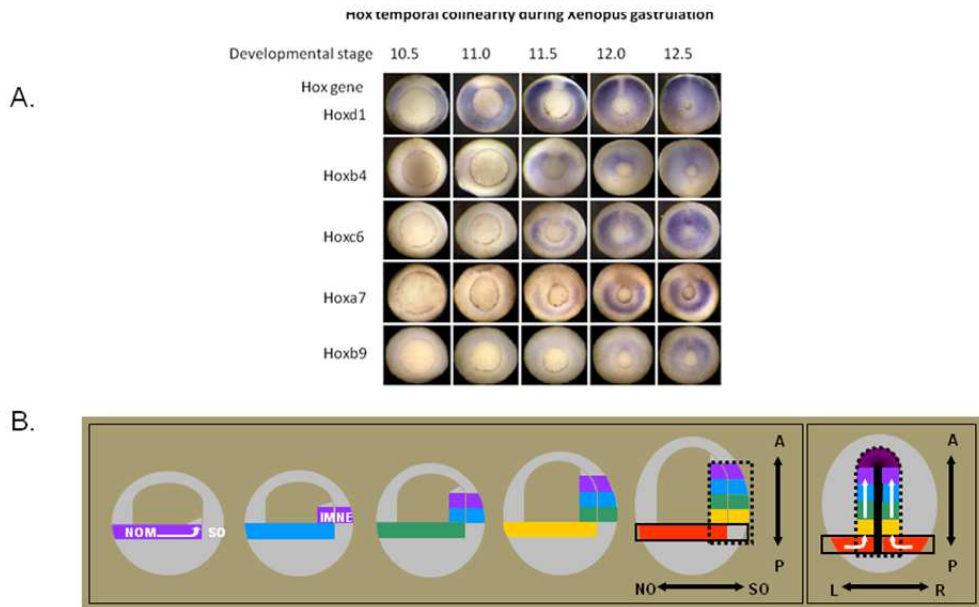 Hox temporal colinearity during Xenopus gastrulation
Developmental stage 10.5 11.0 11.5 12.0 12.5
A.
Hox gene
Hoxd1
Hoxb4
Hoxc6
Hoxa7
Hoxb9
B.
NOM SO IMNE A A
P P
NO SO L R